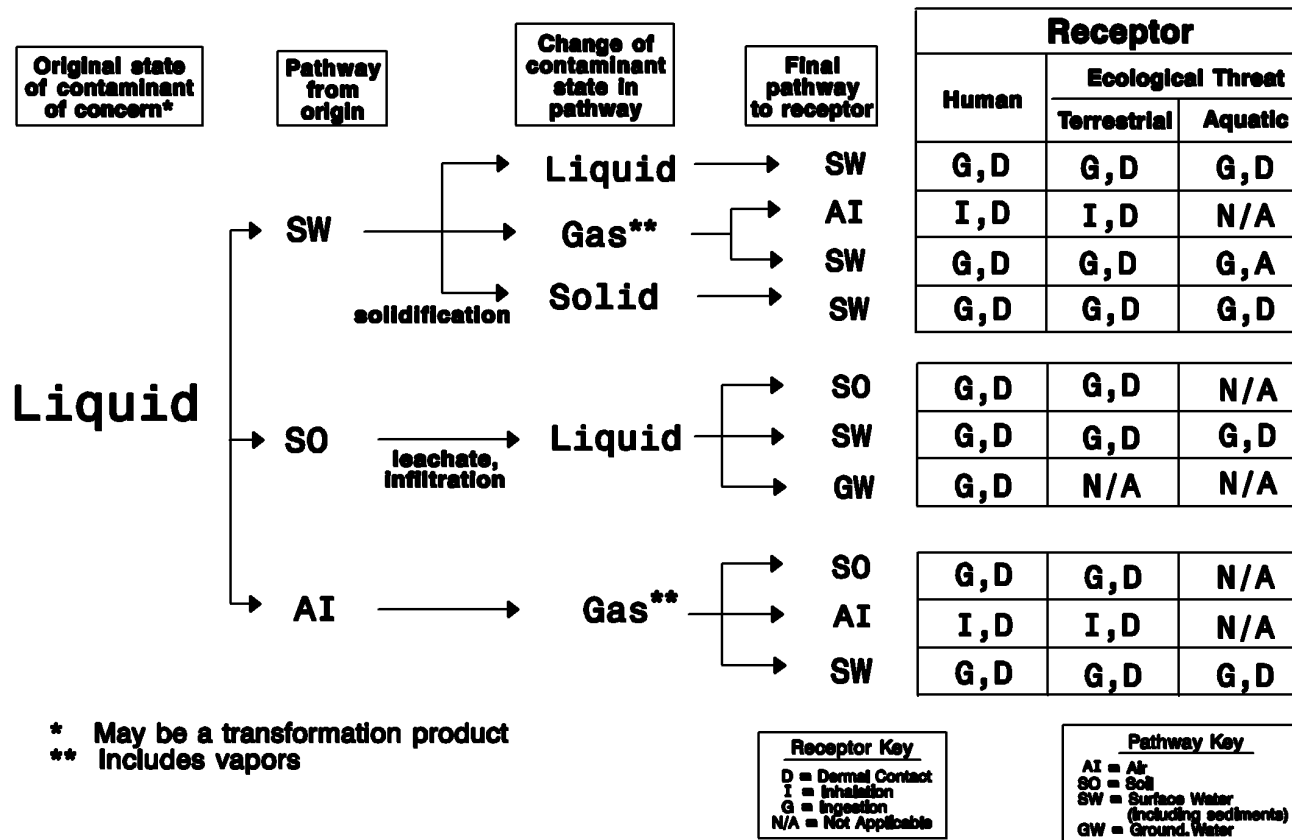 Original state
of contaminant
of concern*
Pathway
from
origin
Change of
contaminant
state in
pathway
Final
pathway
to receptor
Receptor
Human
Ecological Threat
Terrestrial
Aquatic
Liquid
SW
solidification
Liquid
Gas**
Solid
SW G,D G,D G,D
AI I,D I,D N/A
SW G,D G,D G,A
SW G,D G,D G,D
SO
leachate,
infiltration
Liquid
SO G,D G,D N/A
SW G,D G,D G,D
GW G,D N/A N/A
AI
Gas**
SO G,D G,D N/A
AI I,D I,D N/A
SW G,D G,D G,D
* May be a transformation product
** Includes vapors
Receptor Key
D = Dermal Contact
I = Inhalation
G = Ingestion
N/A = Not Applicable
Pathway Key
AI = Air
SO = Soil
SW = Surface Water
(including sediments)
GW = Ground.Water